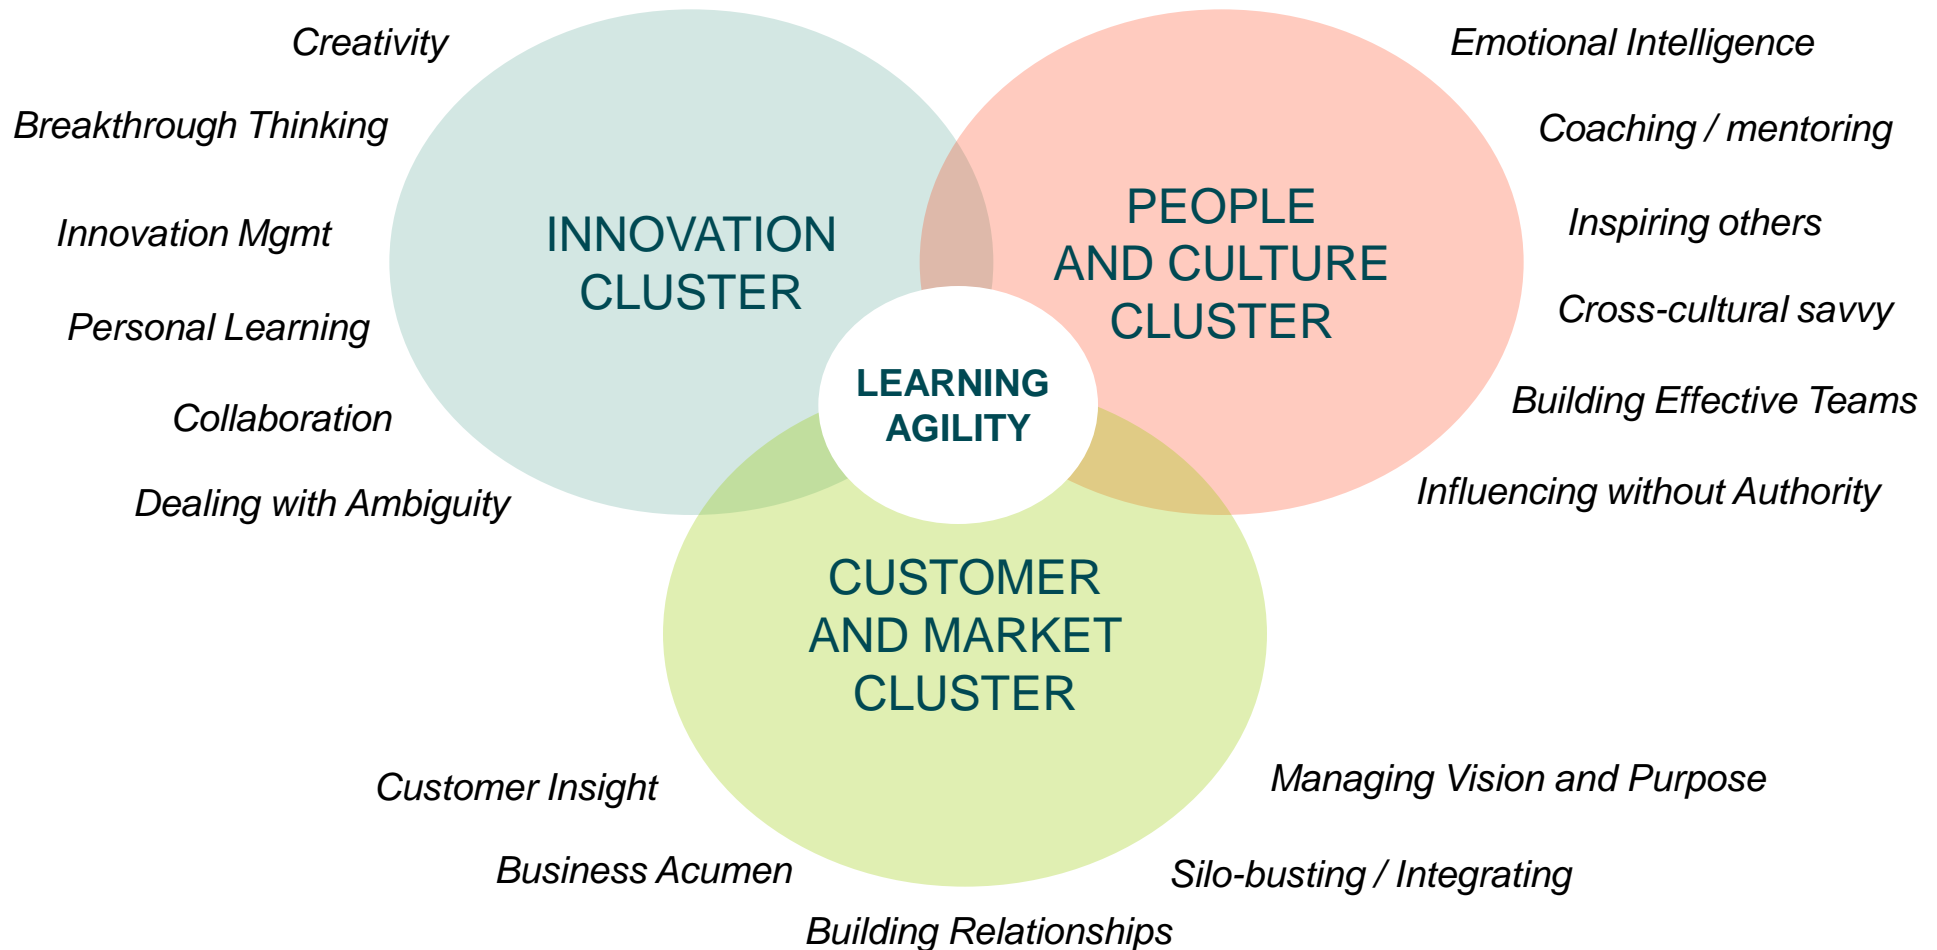 Creativity
Breakthrough Thinking
Innovation Mgmt
Personal Learning
Collaboration
Dealing with Ambiguity
INNOVATION
CLUSTER
PEOPLE
AND CULTURE
CLUSTER
Emotional Intelligence
Coaching / mentoring
Inspiring others
Cross-cultural savvy
Building Effective Teams
Influencing without Authority
LEARNING
AGILITY
CUSTOMER
AND MARKET
CLUSTER
Customer Insight
Business Acumen
Building Relationships
Silo-busting / Integrating
Managing Vision and Purpose